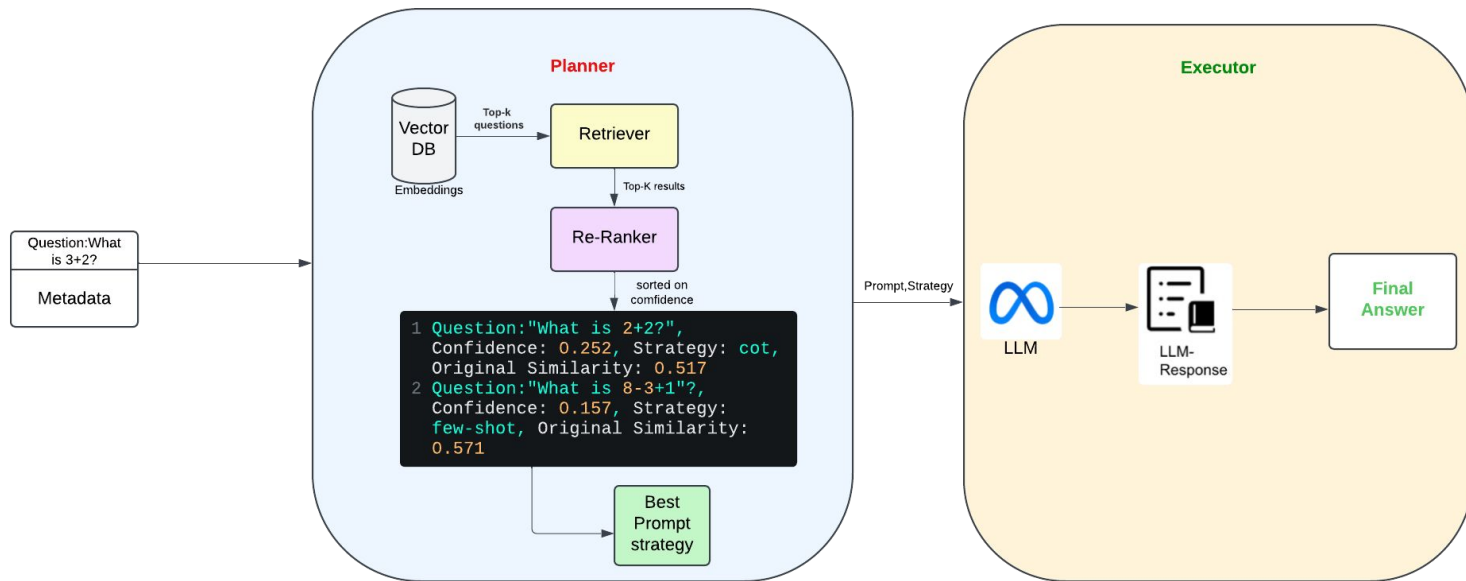 Planner
Executor
Vector
DB
Embeddings
Top-k
questions
Retriever
Top-K results
Re-Ranker
sorted on
comfidence
1 Question:"What is 2+2?",
Confidence: 0.252, Strategy: cot,
Original Similarity: 0.517
2 Question:"What is 8-3+1"?,
Confidence: 0.157, Strategy:
few-shot, Original Similarity:
0.571
Best
Prompt
strategy
Question:What
is 3+2?
Metadata
Prompt,Strategy
LLM
LLM-
Response
Final
Answer